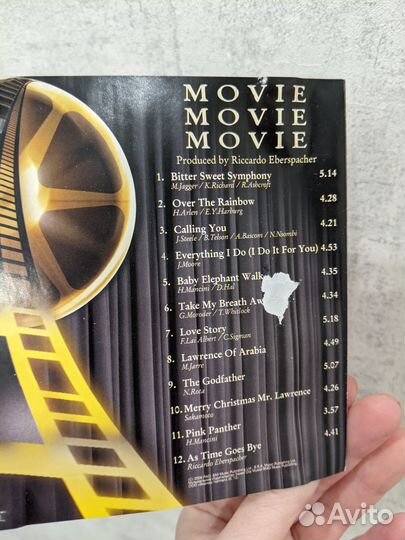 MOVIE
MOVIE
MOVIE
Produced by Riccardo Eberspacher
1. Bitter Sweet Symphony 5.14
M.Jagger / K.Richard / R.Ashcroft
2. Over The Rainbow 4.28
H.Arlen / E.Y.Harburg
3. Calling You 4.21
J.Steele / B.Telson / A.Bascom / N.Nsombi
4. Everything I Do (I Do It For You) 4.53
J.Moore
5. Baby Elephant Walk 4.35
H.Mancini / D.Hal
6. Take My Breath Aw 4.34
G.Moroder / T.Whitlock
7. Love Story 5.18
F.Lai Albert / C.Sigman
8. Lawrence Of Arabia 4.49
M.Jarre
9. The Godfather 5.07
N.Rota
10. Merry Christmas Mr. Lawrence 4.26
Sakamoto
11. Pink Panther 3.57
H.Mancini
12. As Time Goes Bye 4.41
Riccardo Eberspacher
Avito